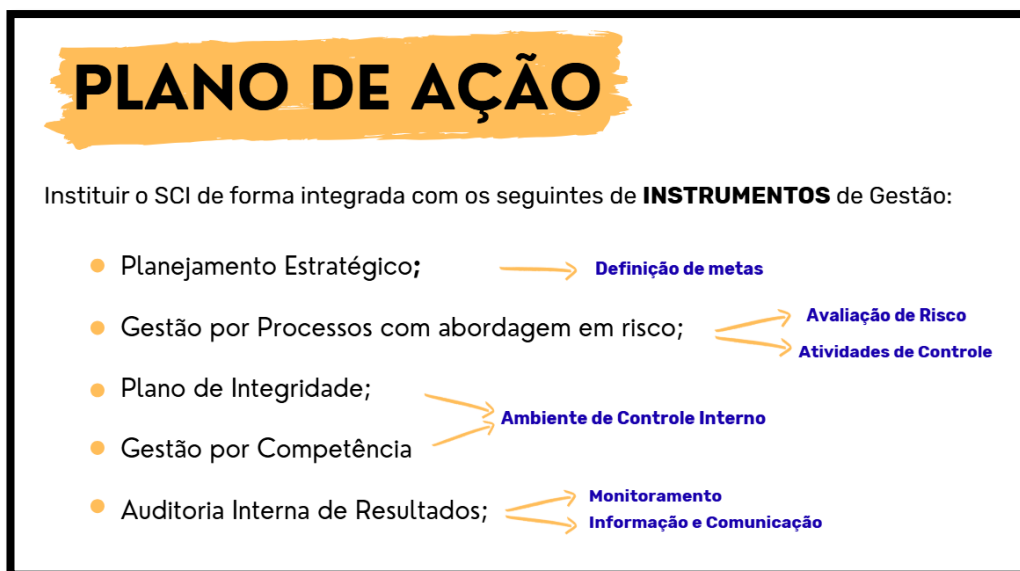 PLANO DE AÇÃO
Instituir o SCI de forma integrada com os seguintes de INSTRUMENTOS de Gestão:
Planejamento Estratégico;
Definição de metas
Gestão por Processos com abordagem em risco;
Avaliação de Risco
Atividades de Controle
Plano de Integridade;
Ambiente de Controle Interno
Gestão por Competência
Auditoria Interna de Resultados;
Monitoramento
Informação e Comunicação